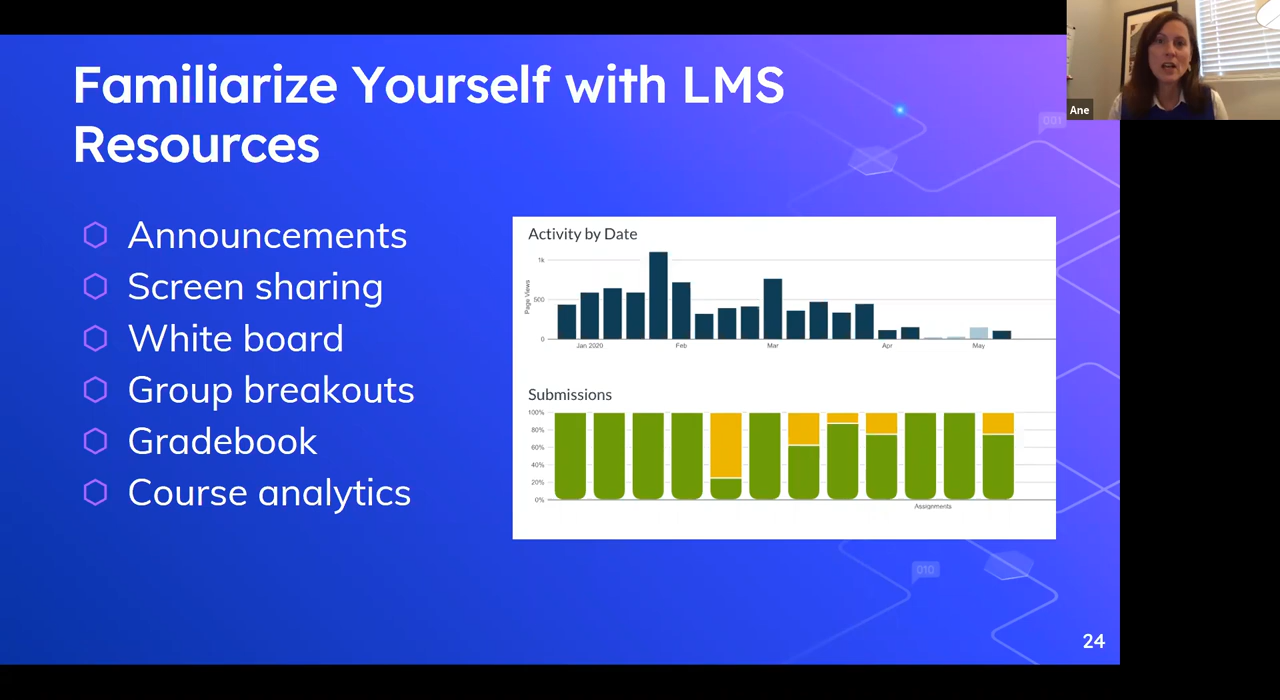 Familiarize Yourself with LMS
Resources
Announcements
Screen sharing
White board
Group breakouts
Gradebook
Course analytics
Activity by Date
Page Views
1k
500
0
Jan 2020 Feb Mar Apr May
Submissions
100%
80%
60%
40%
20%
0%
Assignments
001
010
24
Ane